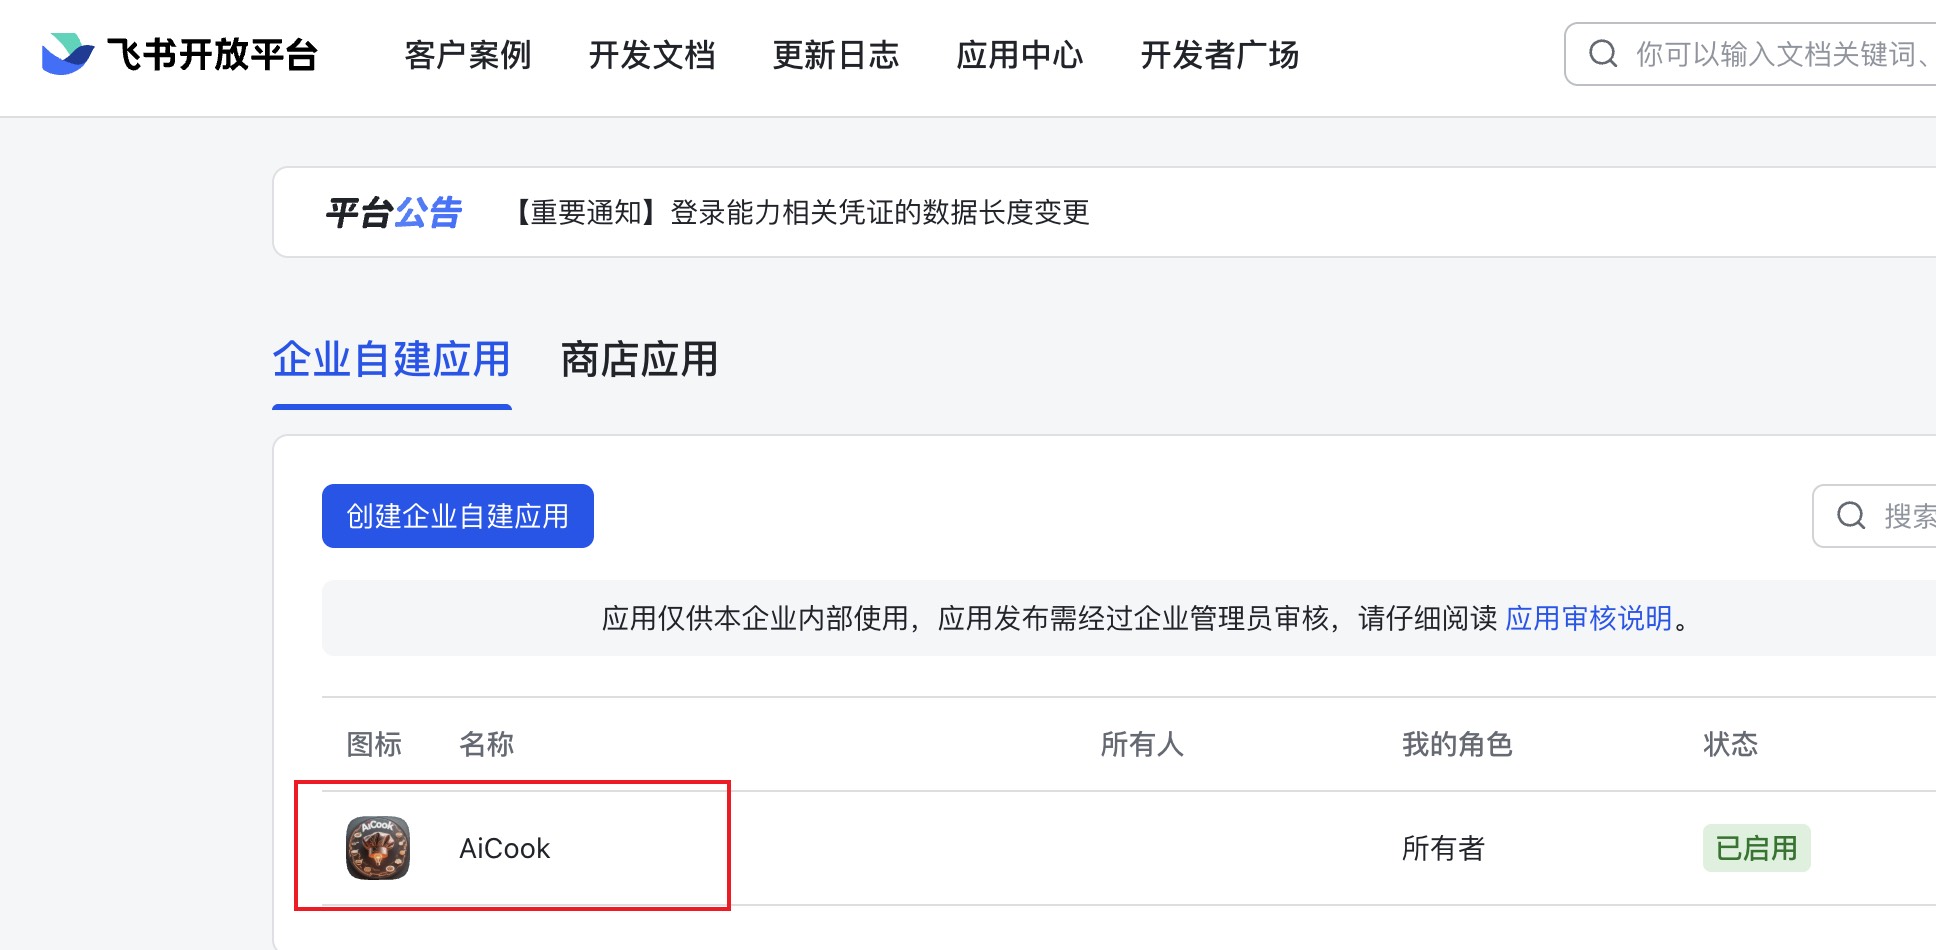 飞书开放平台 客户案例 开发文档 更新日志 应用中心 开发者广场 你可以输入文档关键词、
平台公告 【重要通知】登录能力相关凭证的数据长度变更
企业自建应用 商店应用
创建企业自建应用 搜索
应用仅供本企业内部使用，应用发布需经过企业管理员审核，请仔细阅读 应用审核说明。
图标 名称 所有人 我的角色 状态
AiCook AiCook 所有者 已启用